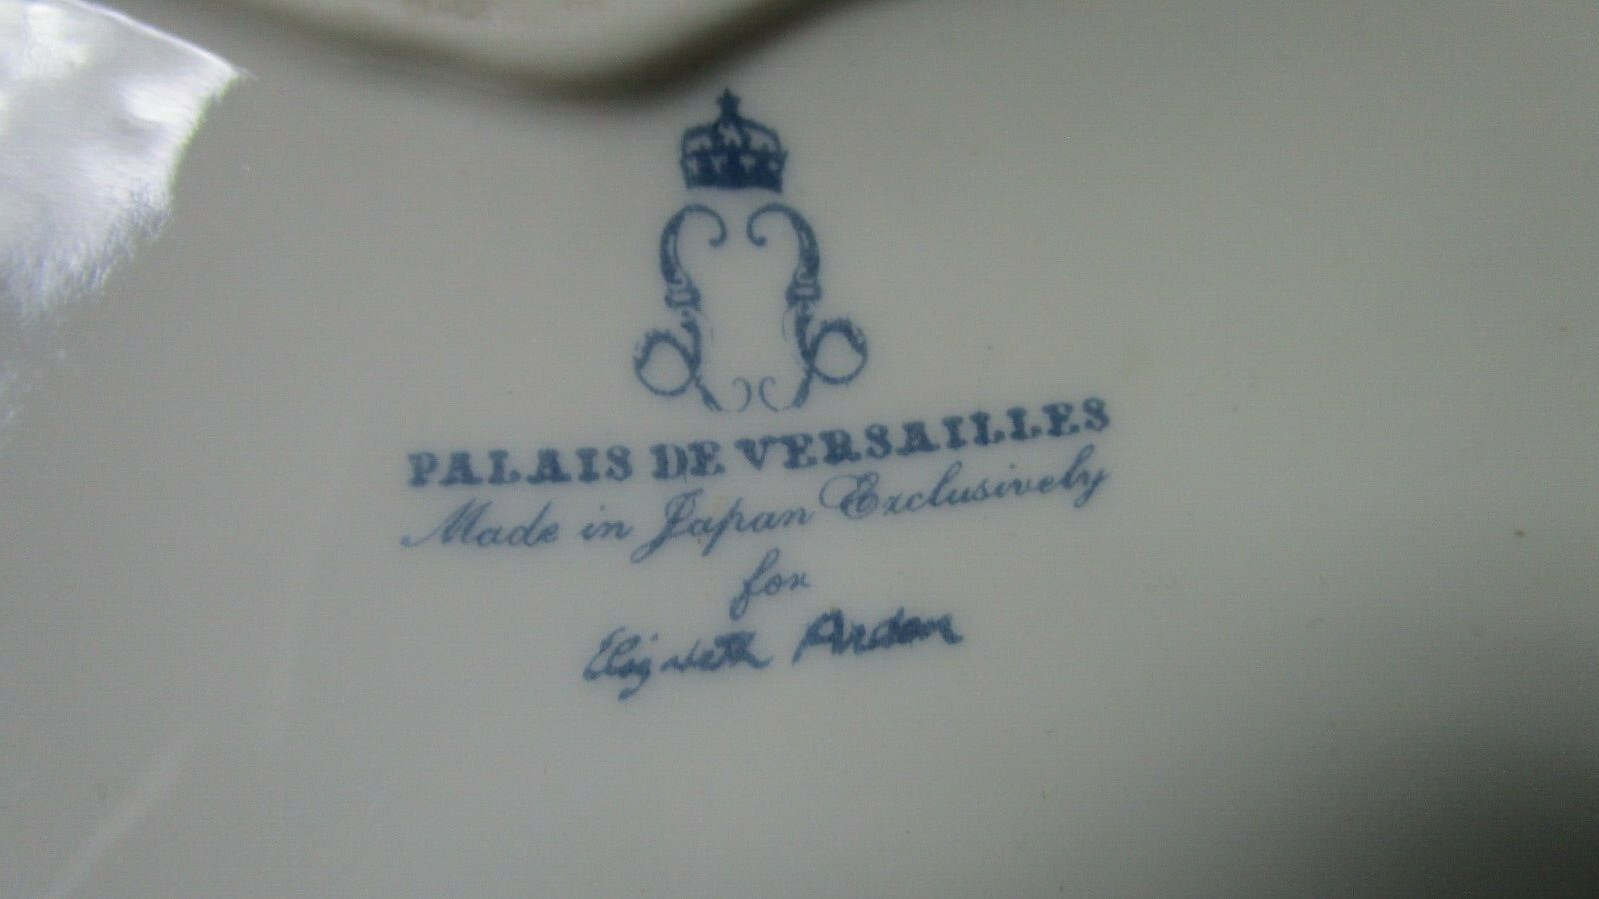 PALAIS DE VERSAILLES
Made in Japan Exclusively
for
Elizabeth Arden